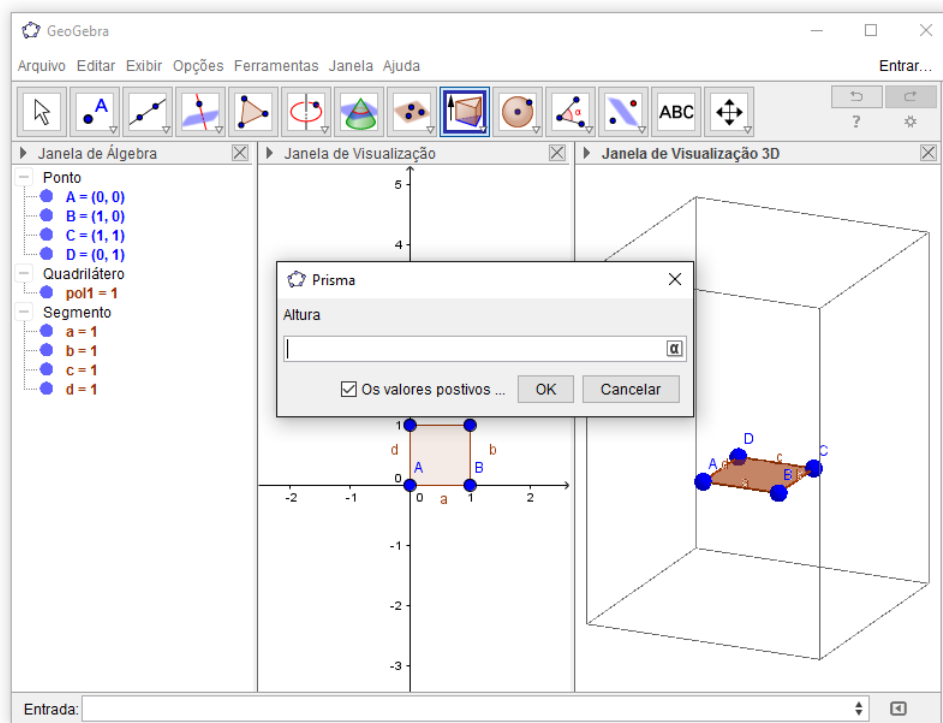 GeoGebra
Arquivo Editar Exibir Opções Ferramentas Janela Ajuda
Entrar...
A
α
ABC
?
Janela de Álgebra
Ponto
A = (0, 0)
B = (1, 0)
C = (1, 1)
D = (0, 1)
Quadrilátero
pol1 = 1
Segmento
a = 1
b = 1
c = 1
d = 1
Janela de Visualização
5
4
1
d
b
A
B
0
-2
-1
0
1
2
a
-1
-2
-3
Prisma
Altura
α
Os valores postivos ...
OK
Cancelar
Janela de Visualização 3D
D
c
C
A
d
B
b
a
Entrada: